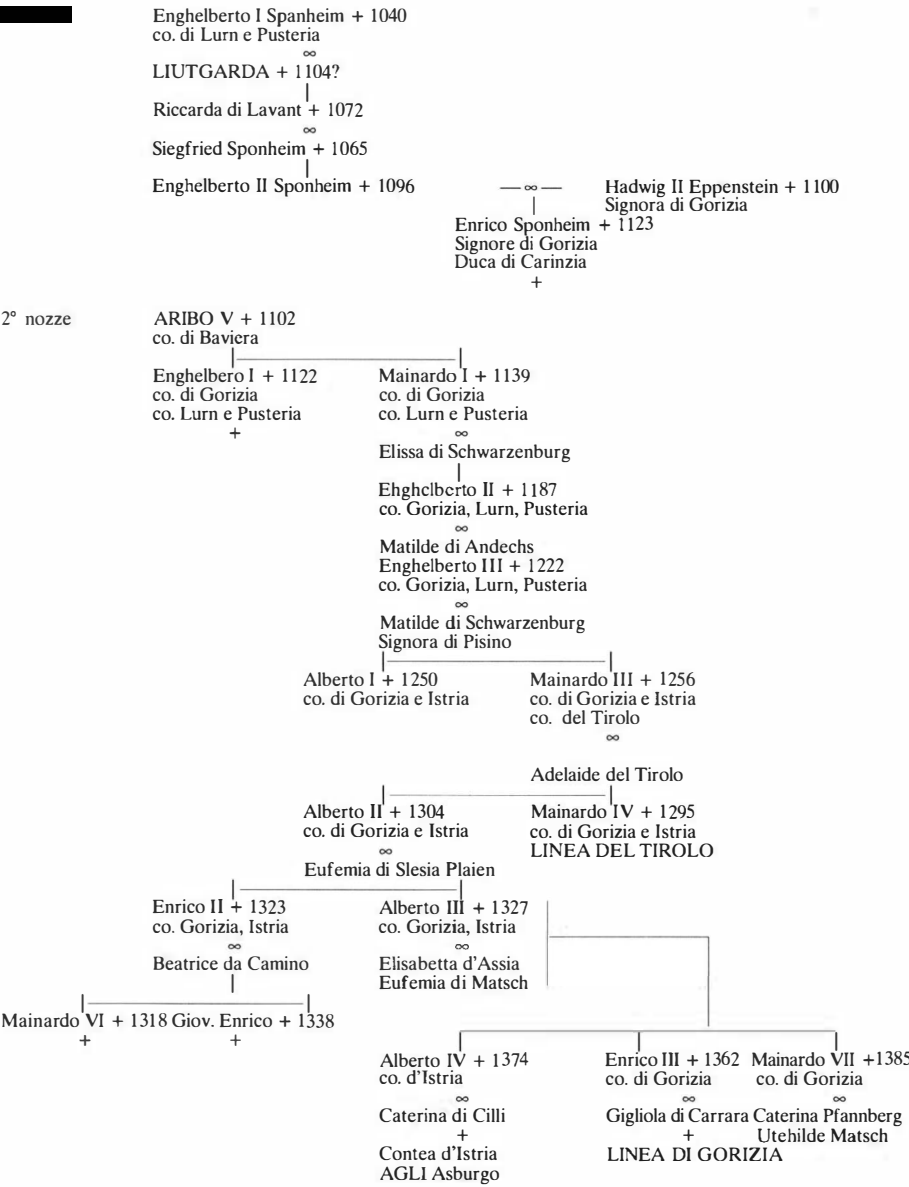 Enghelberto I Spanheim + 1040
co. di Lurn e Pusteria
∞
LIUTGARDA + 1104?
Riccarda di Lavant + 1072
∞
Siegfried Sponheim + 1065
Enghelberto II Sponheim + 1096 — ∞ — Hadwig II Eppenstein + 1100
Signora di Gorizia
Enrico Sponheim + 1123
Signore di Gorizia
Duca di Carinzia
+
2° nozze ARIBO V + 1102
co. di Baviera
Enghelbero I + 1122 Mainardo I + 1139
co. di Gorizia co. di Gorizia
co. Lurn e Pusteria co. Lurn e Pusteria
+ ∞
Elissa di Schwarzenburg
Ehghelberto II + 1187
co. Gorizia, Lurn, Pusteria
∞
Matilde di Andechs
Enghelberto III + 1222
co. Gorizia, Lurn, Pusteria
∞
Matilde di Schwarzenburg
Signora di Pisino
Alberto I + 1250 Mainardo III + 1256
co. di Gorizia e Istria co. di Gorizia e Istria
co. del Tirolo
∞
Adelaide del Tirolo
Alberto II + 1304 Mainardo IV + 1295
co. di Gorizia e Istria co. di Gorizia e Istria
∞ LINEA DEL TIROLO
Eufemia di Slesia Plaien
Enrico II + 1323 Alberto III + 1327
co. Gorizia, Istria co. Gorizia, Istria
∞ ∞
Beatrice da Camino Elisabetta d'Assia
Eufemia di Matsch
Mainardo VI + 1318 Giov. Enrico + 1338
+ +
Alberto IV + 1374 Enrico III + 1362 Mainardo VII +1385
co. d'Istria co. di Gorizia co. di Gorizia
∞ ∞ ∞
Caterina di Cilli Gigliola di Carrara Caterina Pfannberg
+ + Utehilde Matsch
Contea d'Istria LINEA DI GORIZIA
AGLI Asburgo